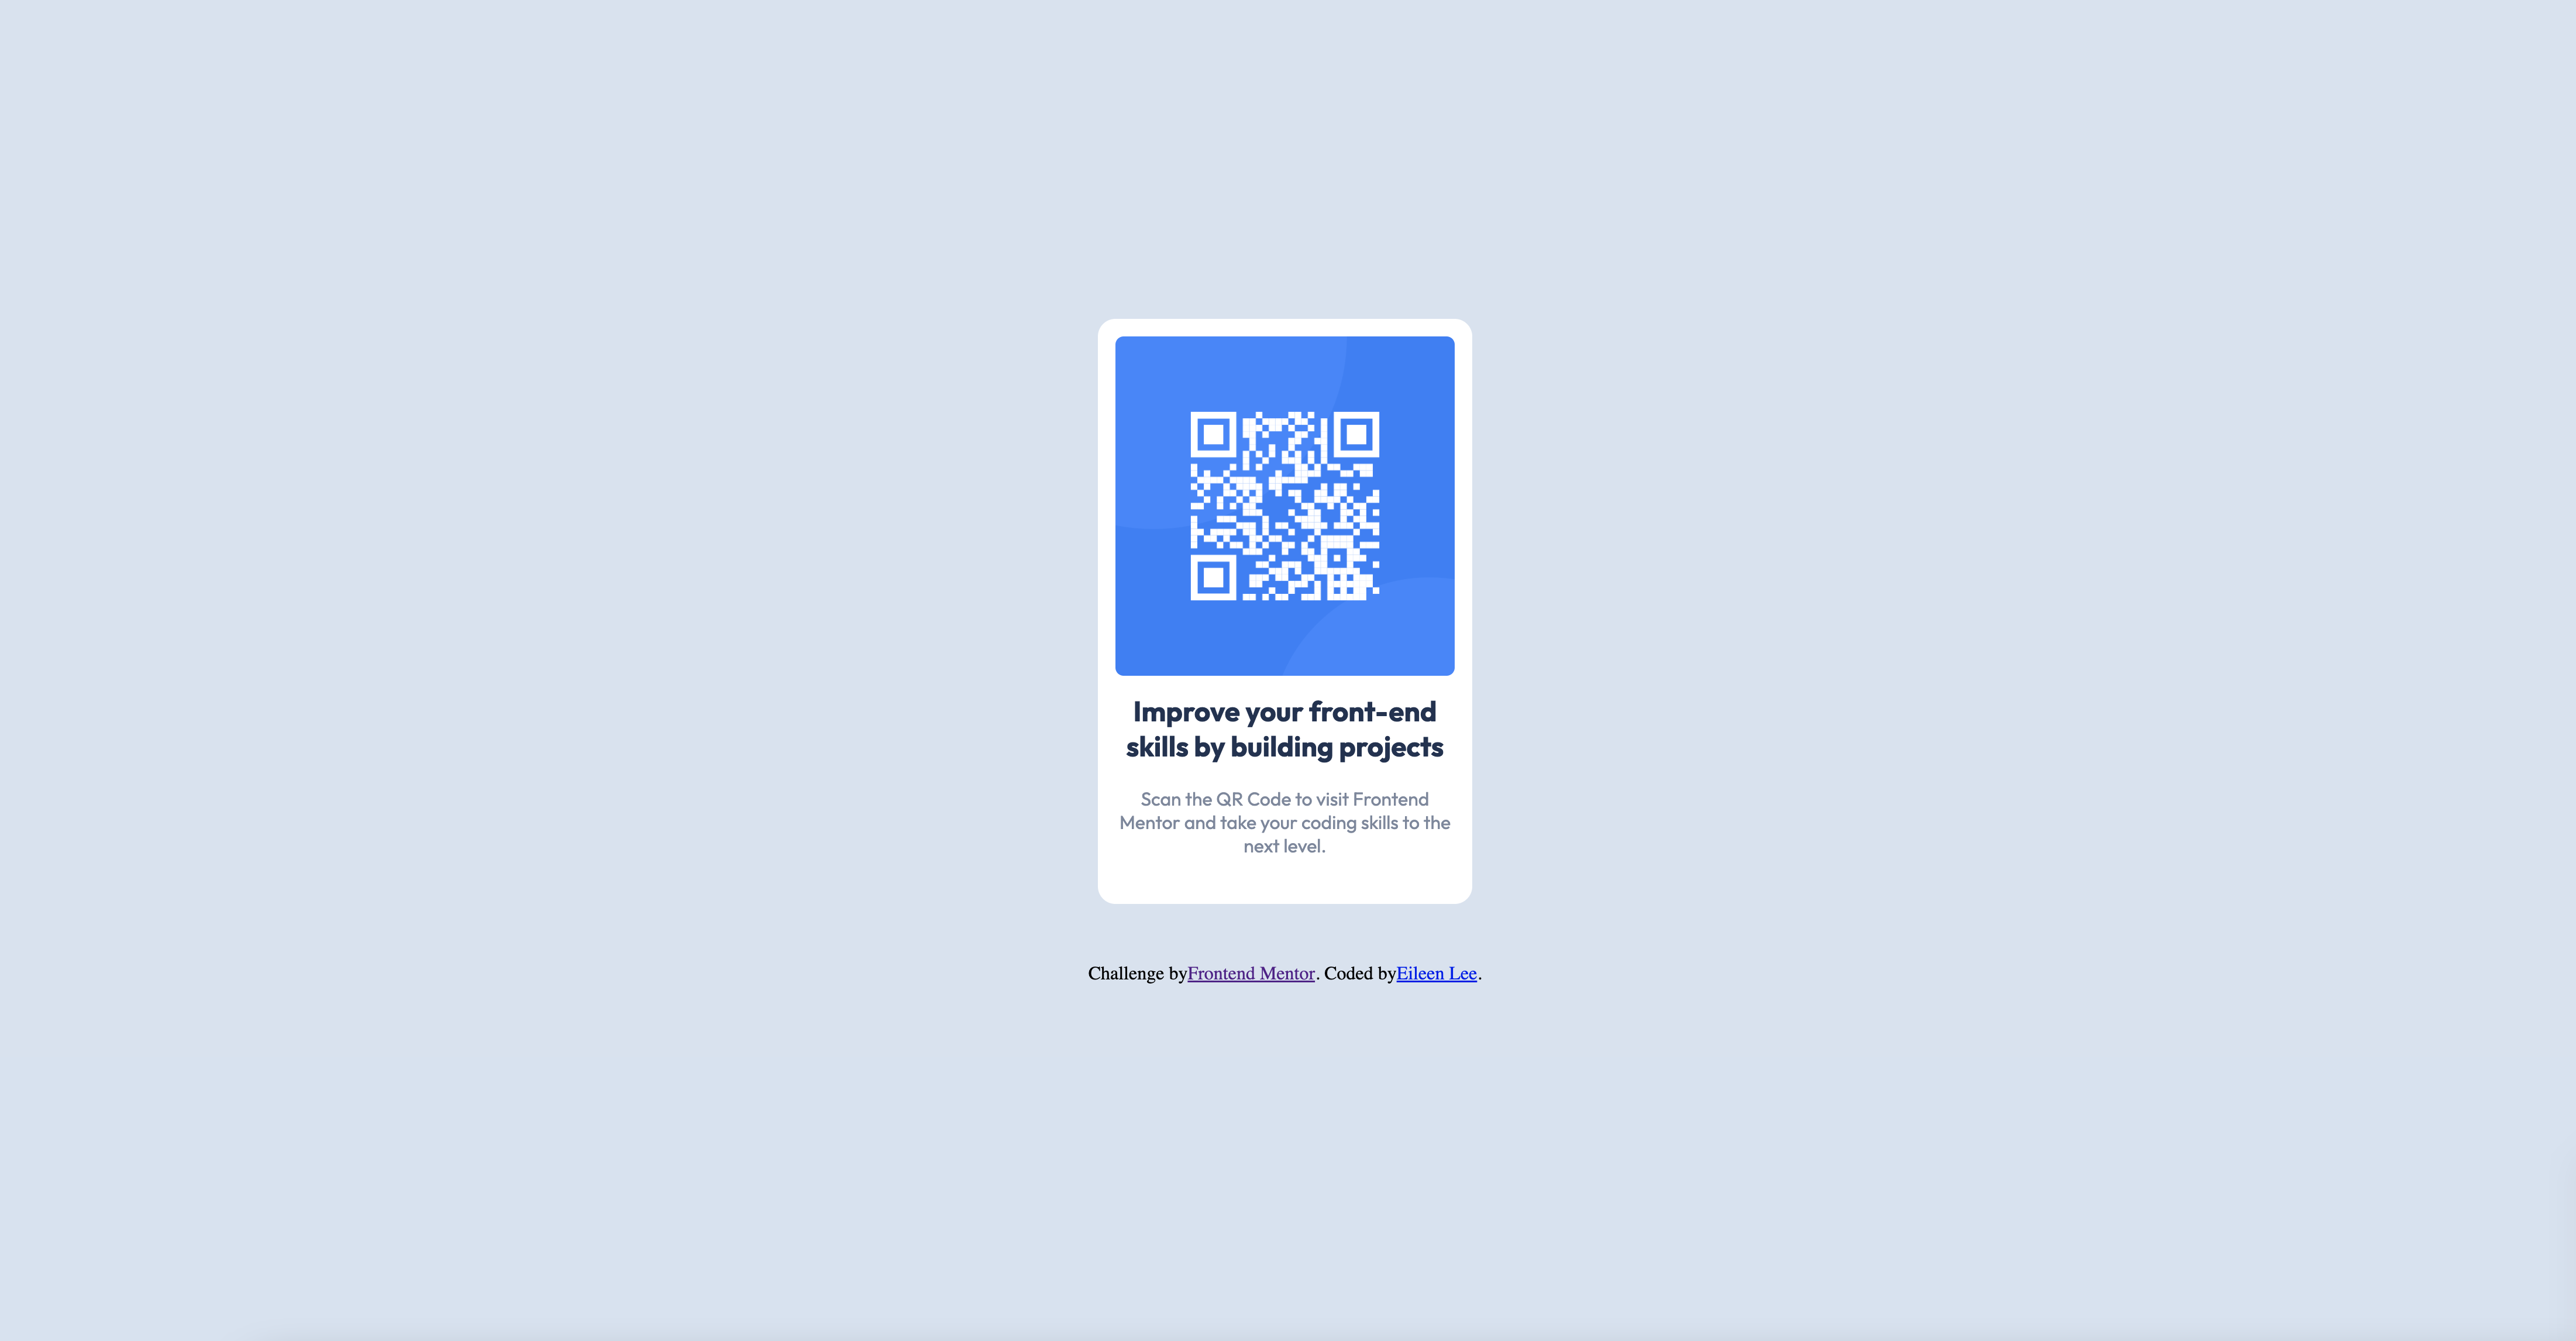 Improve your front-end
skills by building projects
Scan the QR Code to visit Frontend
Mentor and take your coding skills to the
next level.
Challenge byFrontend Mentor. Coded byEileen Lee.